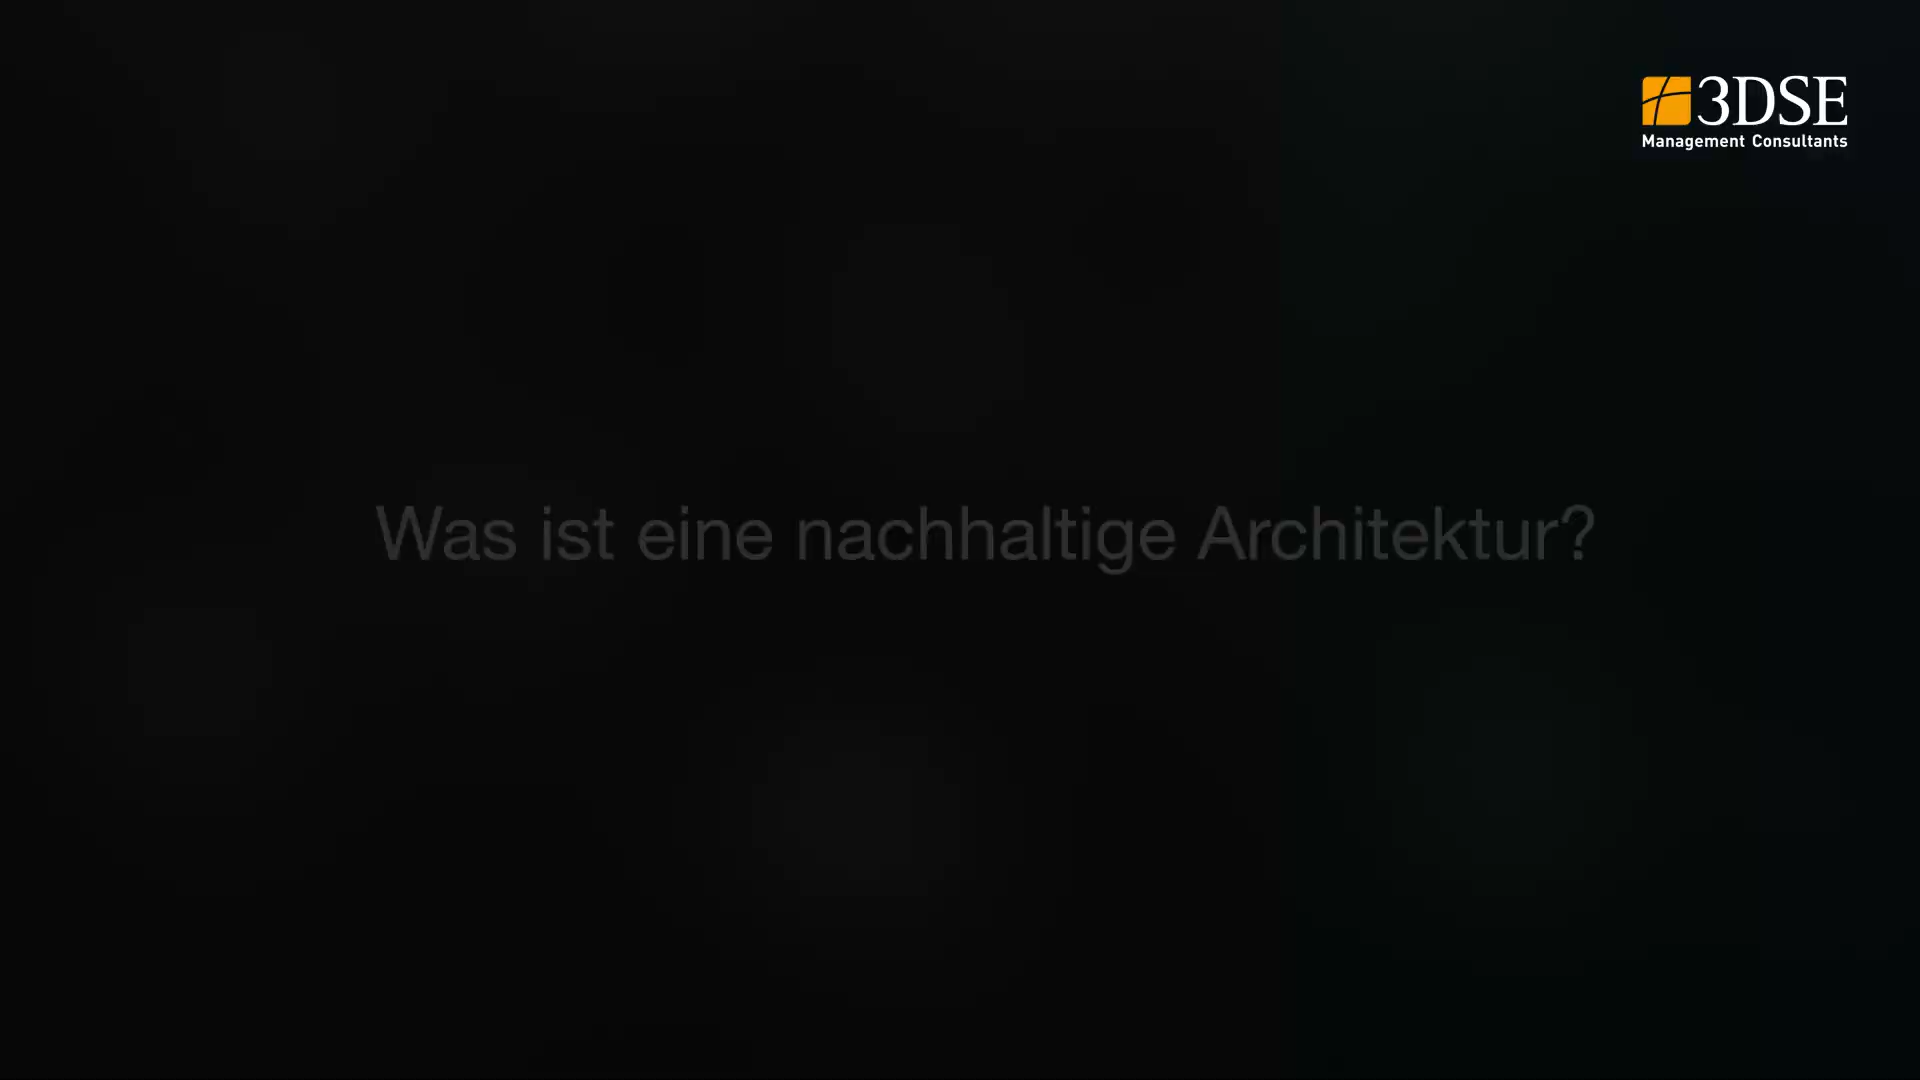 3DSE
Management Consultants
Was ist eine nachhaltige Architektur?